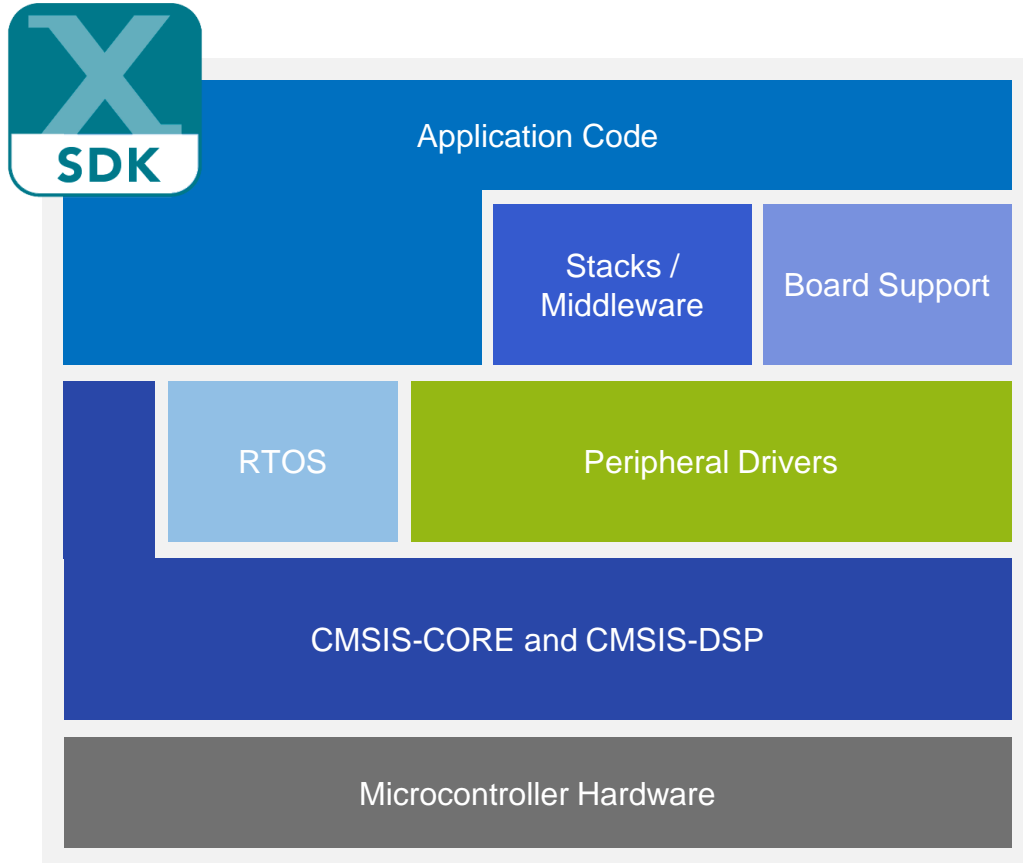 X
SDK
Application Code
Stacks /
Middleware
Board Support
RTOS
Peripheral Drivers
CMSIS-CORE and CMSIS-DSP
Microcontroller Hardware